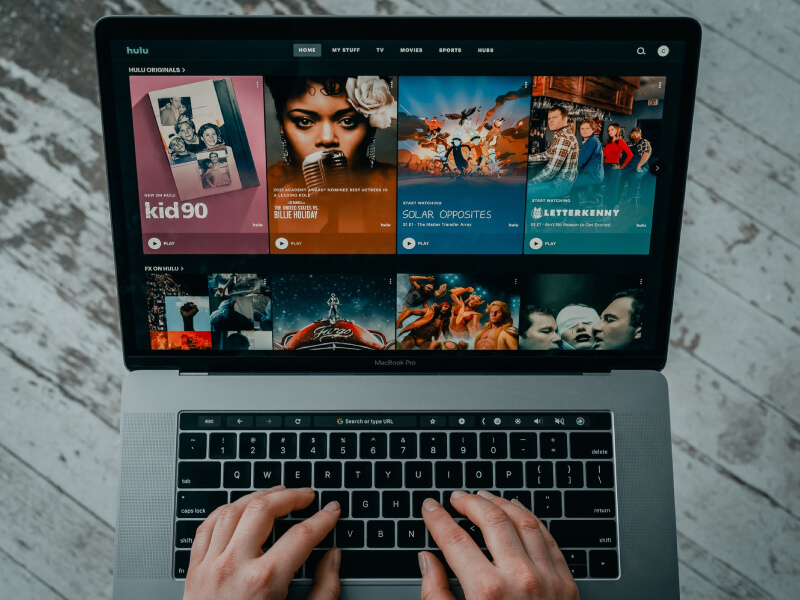 hulu
HOME MY STUFF TV MOVIES SPORTS HUBS
C
HULU ORIGINALS >
NEW ON HULU
kid 90
PLAY
2021 ACADEMY AWARD® NOMINEE BEST ACTRESS IN
A LEADING ROLE
THE UNITED STATES VS.
BILLIE HOLIDAY
hulu
PLAY
START WATCHING
SOLAR OPPOSITES
hulu
S1 E1 - The Matter Transfer Array
PLAY
START WATCHING
LETTERKENNY
S1 E1 - Ain't No Reason to Get Excited
hulu
PLAY
FX ON HULU >
Fargo
MacBook Pro
esc Search or type URL
~ ! @ # $ % ^ & * ( ) _ +
` 1 2 3 4 5 6 7 8 9 0 - = delete
tab Q W E R T Y U I O P { [ } ] | \
caps lock G H " ' return
shift V B N < shift
fn